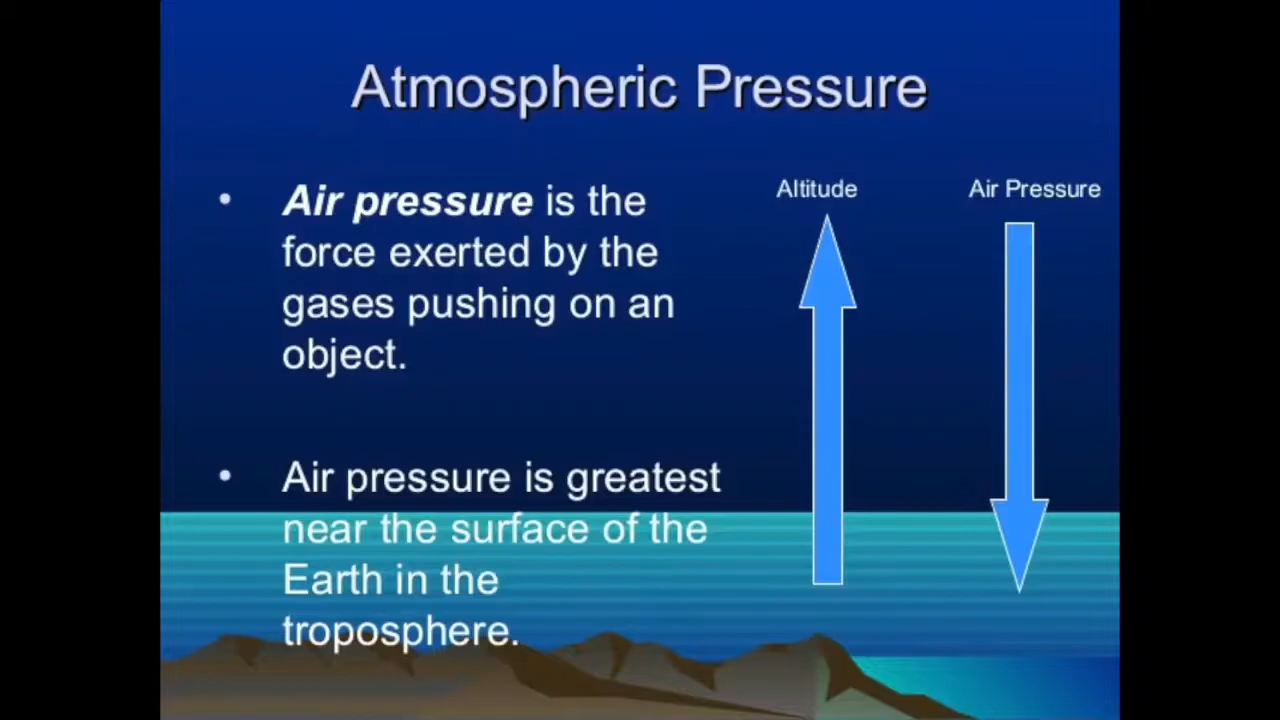 Atmospheric Pressure
• Air pressure is the
force exerted by the
gases pushing on an
object.
• Air pressure is greatest
near the surface of the
Earth in the
troposphere.
Altitude
Air Pressure